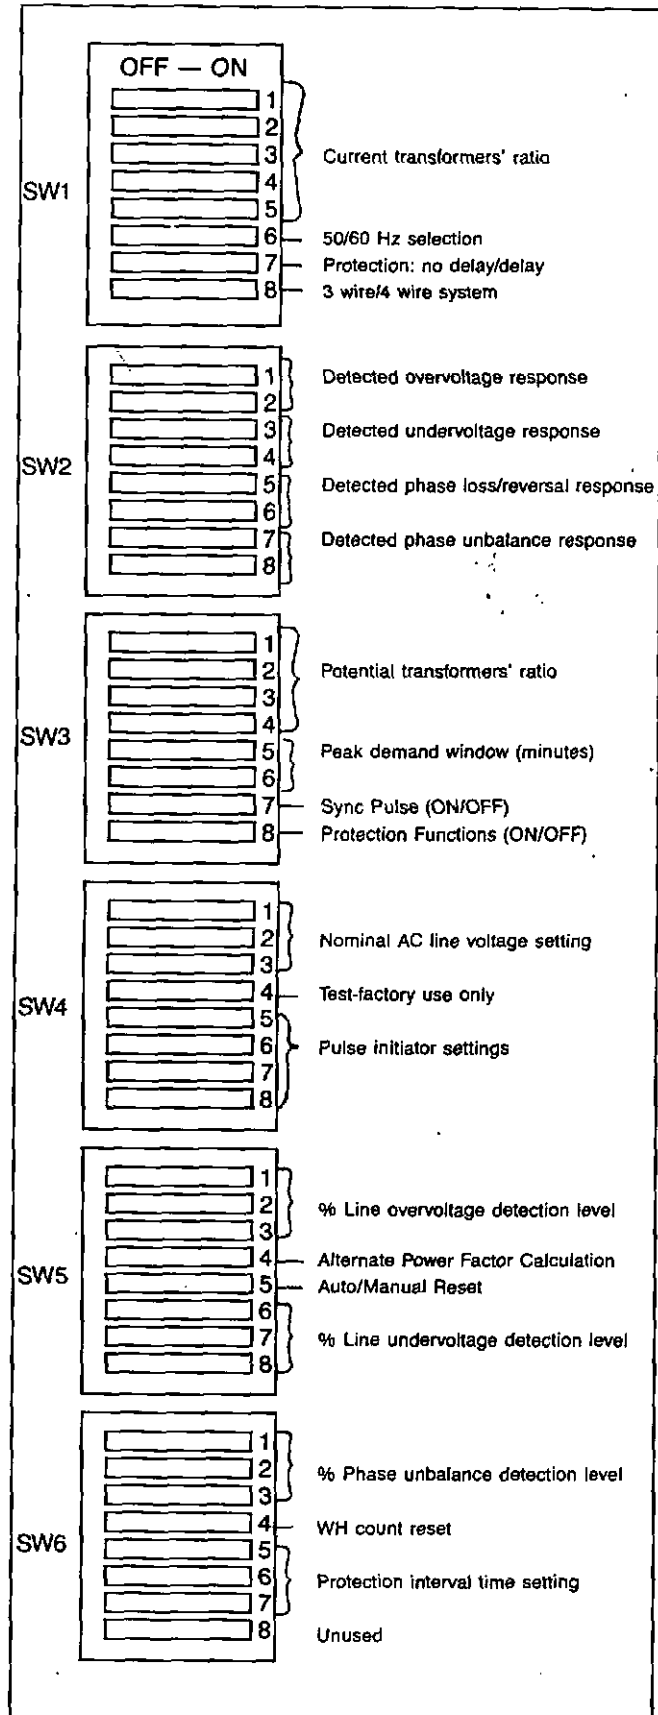 OFF — ON
SW1
1
2
3
4
5
Current transformers' ratio
6
50/60 Hz selection
7
Protection: no delay/delay
8
3 wire/4 wire system
SW2
1
2
Detected overvoltage response
3
4
Detected undervoltage response
5
6
Detected phase loss/reversal response
7
8
Detected phase unbalance response
SW3
1
2
3
4
Potential transformers' ratio
5
6
Peak demand window (minutes)
7
Sync Pulse (ON/OFF)
8
Protection Functions (ON/OFF)
SW4
1
2
3
Nominal AC line voltage setting
4
Test-factory use only
5
6
7
8
Pulse initiator settings
SW5
1
2
3
% Line overvoltage detection level
4
Alternate Power Factor Calculation
5
Auto/Manual Reset
6
7
8
% Line undervoltage detection level
SW6
1
2
3
% Phase unbalance detection level
4
WH count reset
5
6
7
Protection interval time setting
8
Unused